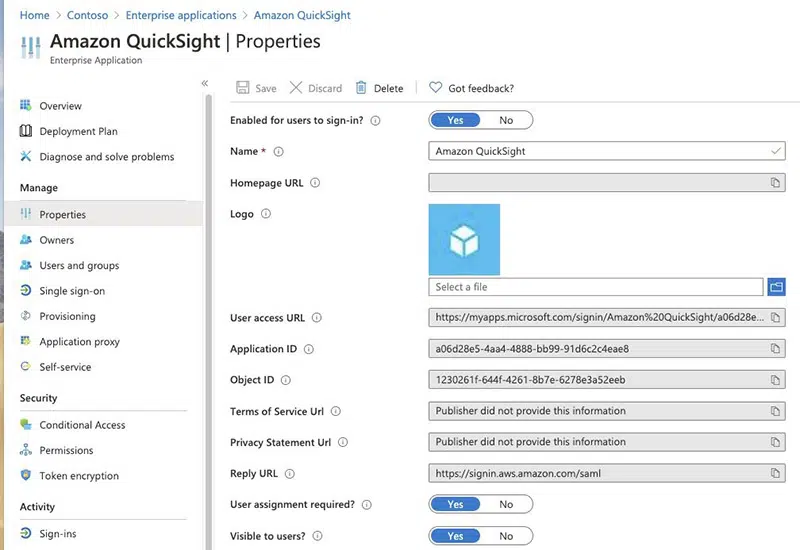 Home > Contoso > Enterprise applications > Amazon QuickSight
Amazon QuickSight | Properties
Enterprise Application
«
Save
Discard
Delete
Got feedback?
Overview
Deployment Plan
Diagnose and solve problems
Manage
Properties
Owners
Users and groups
Single sign-on
Provisioning
Application proxy
Self-service
Security
Conditional Access
Permissions
Token encryption
Activity
Sign-ins
Enabled for users to sign-in? Yes No
Name * Amazon QuickSight
Homepage URL
Logo
Select a file
User access URL https://myapps.microsoft.com/signin/Amazon%20QuickSight/a06d28e...
Application ID a06d28e5-4aa4-4888-bb99-91d6c2c4eae8
Object ID 1230261f-644f-4261-8b7e-6278e3a52eeb
Terms of Service Url Publisher did not provide this information
Privacy Statement Url Publisher did not provide this information
Reply URL https://signin.aws.amazon.com/saml
User assignment required? Yes No
Visible to users? Yes No